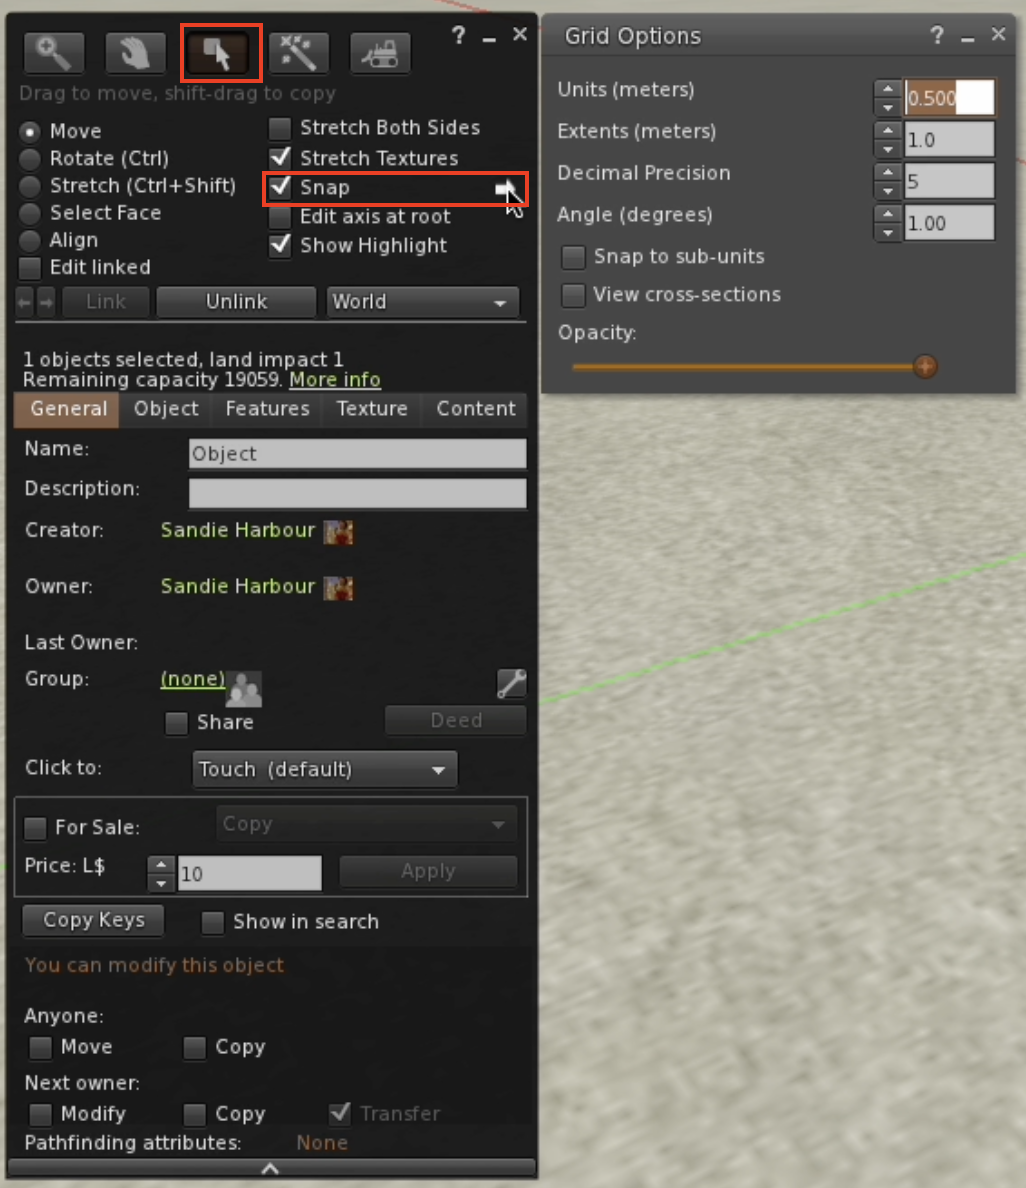 ?
Drag to move, shift-drag to copy
Move
Rotate (Ctrl)
Stretch (Ctrl+Shift)
Select Face
Align
Edit linked
Stretch Both Sides
Stretch Textures
Snap
Edit axis at root
Show Highlight
Link
Unlink
World
1 objects selected, land impact 1
Remaining capacity 19059. More info
General Object Features Texture Content
Name: Object
Description:
Creator: Sandie Harbour
Owner: Sandie Harbour
Last Owner:
Group: (none)
Share
Deed
Click to: Touch (default)
For Sale: Copy
Price: L$ 10 Apply
Copy Keys
Show in search
You can modify this object
Anyone:
Move Copy
Next owner:
Modify Copy Transfer
Pathfinding attributes: None
Grid Options ?
Units (meters) 0.500
Extents (meters) 1.0
Decimal Precision 5
Angle (degrees) 1.00
Snap to sub-units
View cross-sections
Opacity: